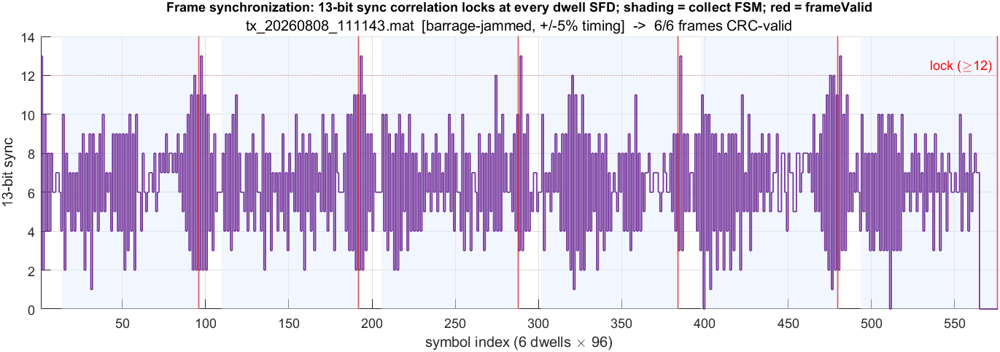 Frame synchronization: 13-bit sync correlation locks at every dwell SFD; shading = collect FSM; red = frameValid
tx_20260808_111143.mat [barrage-jammed, +/-5% timing] -> 6/6 frames CRC-valid
14
12
10
8
6
4
2
0
13-bit sync
lock (≥12)
50 100 150 200 250 300 350 400 450 500 550
symbol index (6 dwells × 96)